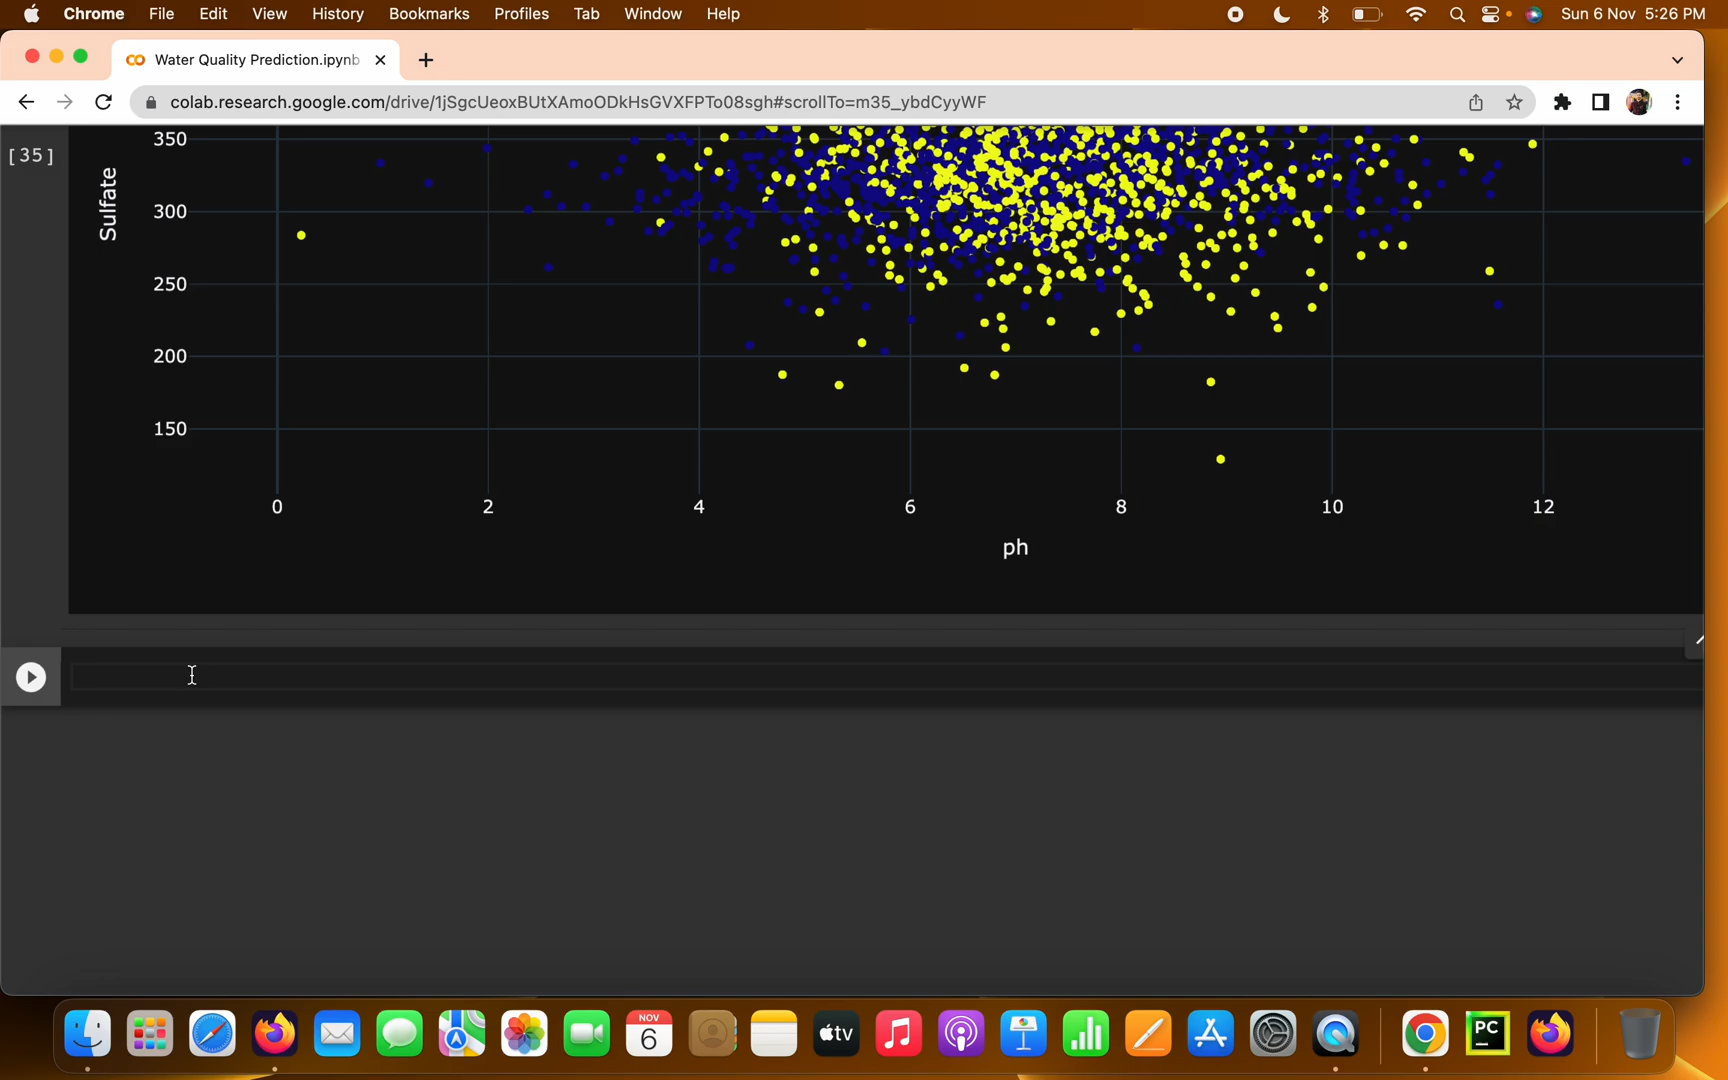 Chrome File Edit View History Bookmarks Profiles Tab Window Help Sun 6 Nov 5:26 PM
Water Quality Prediction.ipynb
colab.research.google.com/drive/1jSgcUeoxBUtXAmoODkHsGVXFPTo08sgh#scrollTo=m35_ybdCyyWF
[35]
350
Sulfate
300
250
200
150
0 2 4 6 8 10 12
ph
NOV
6
tv
PC